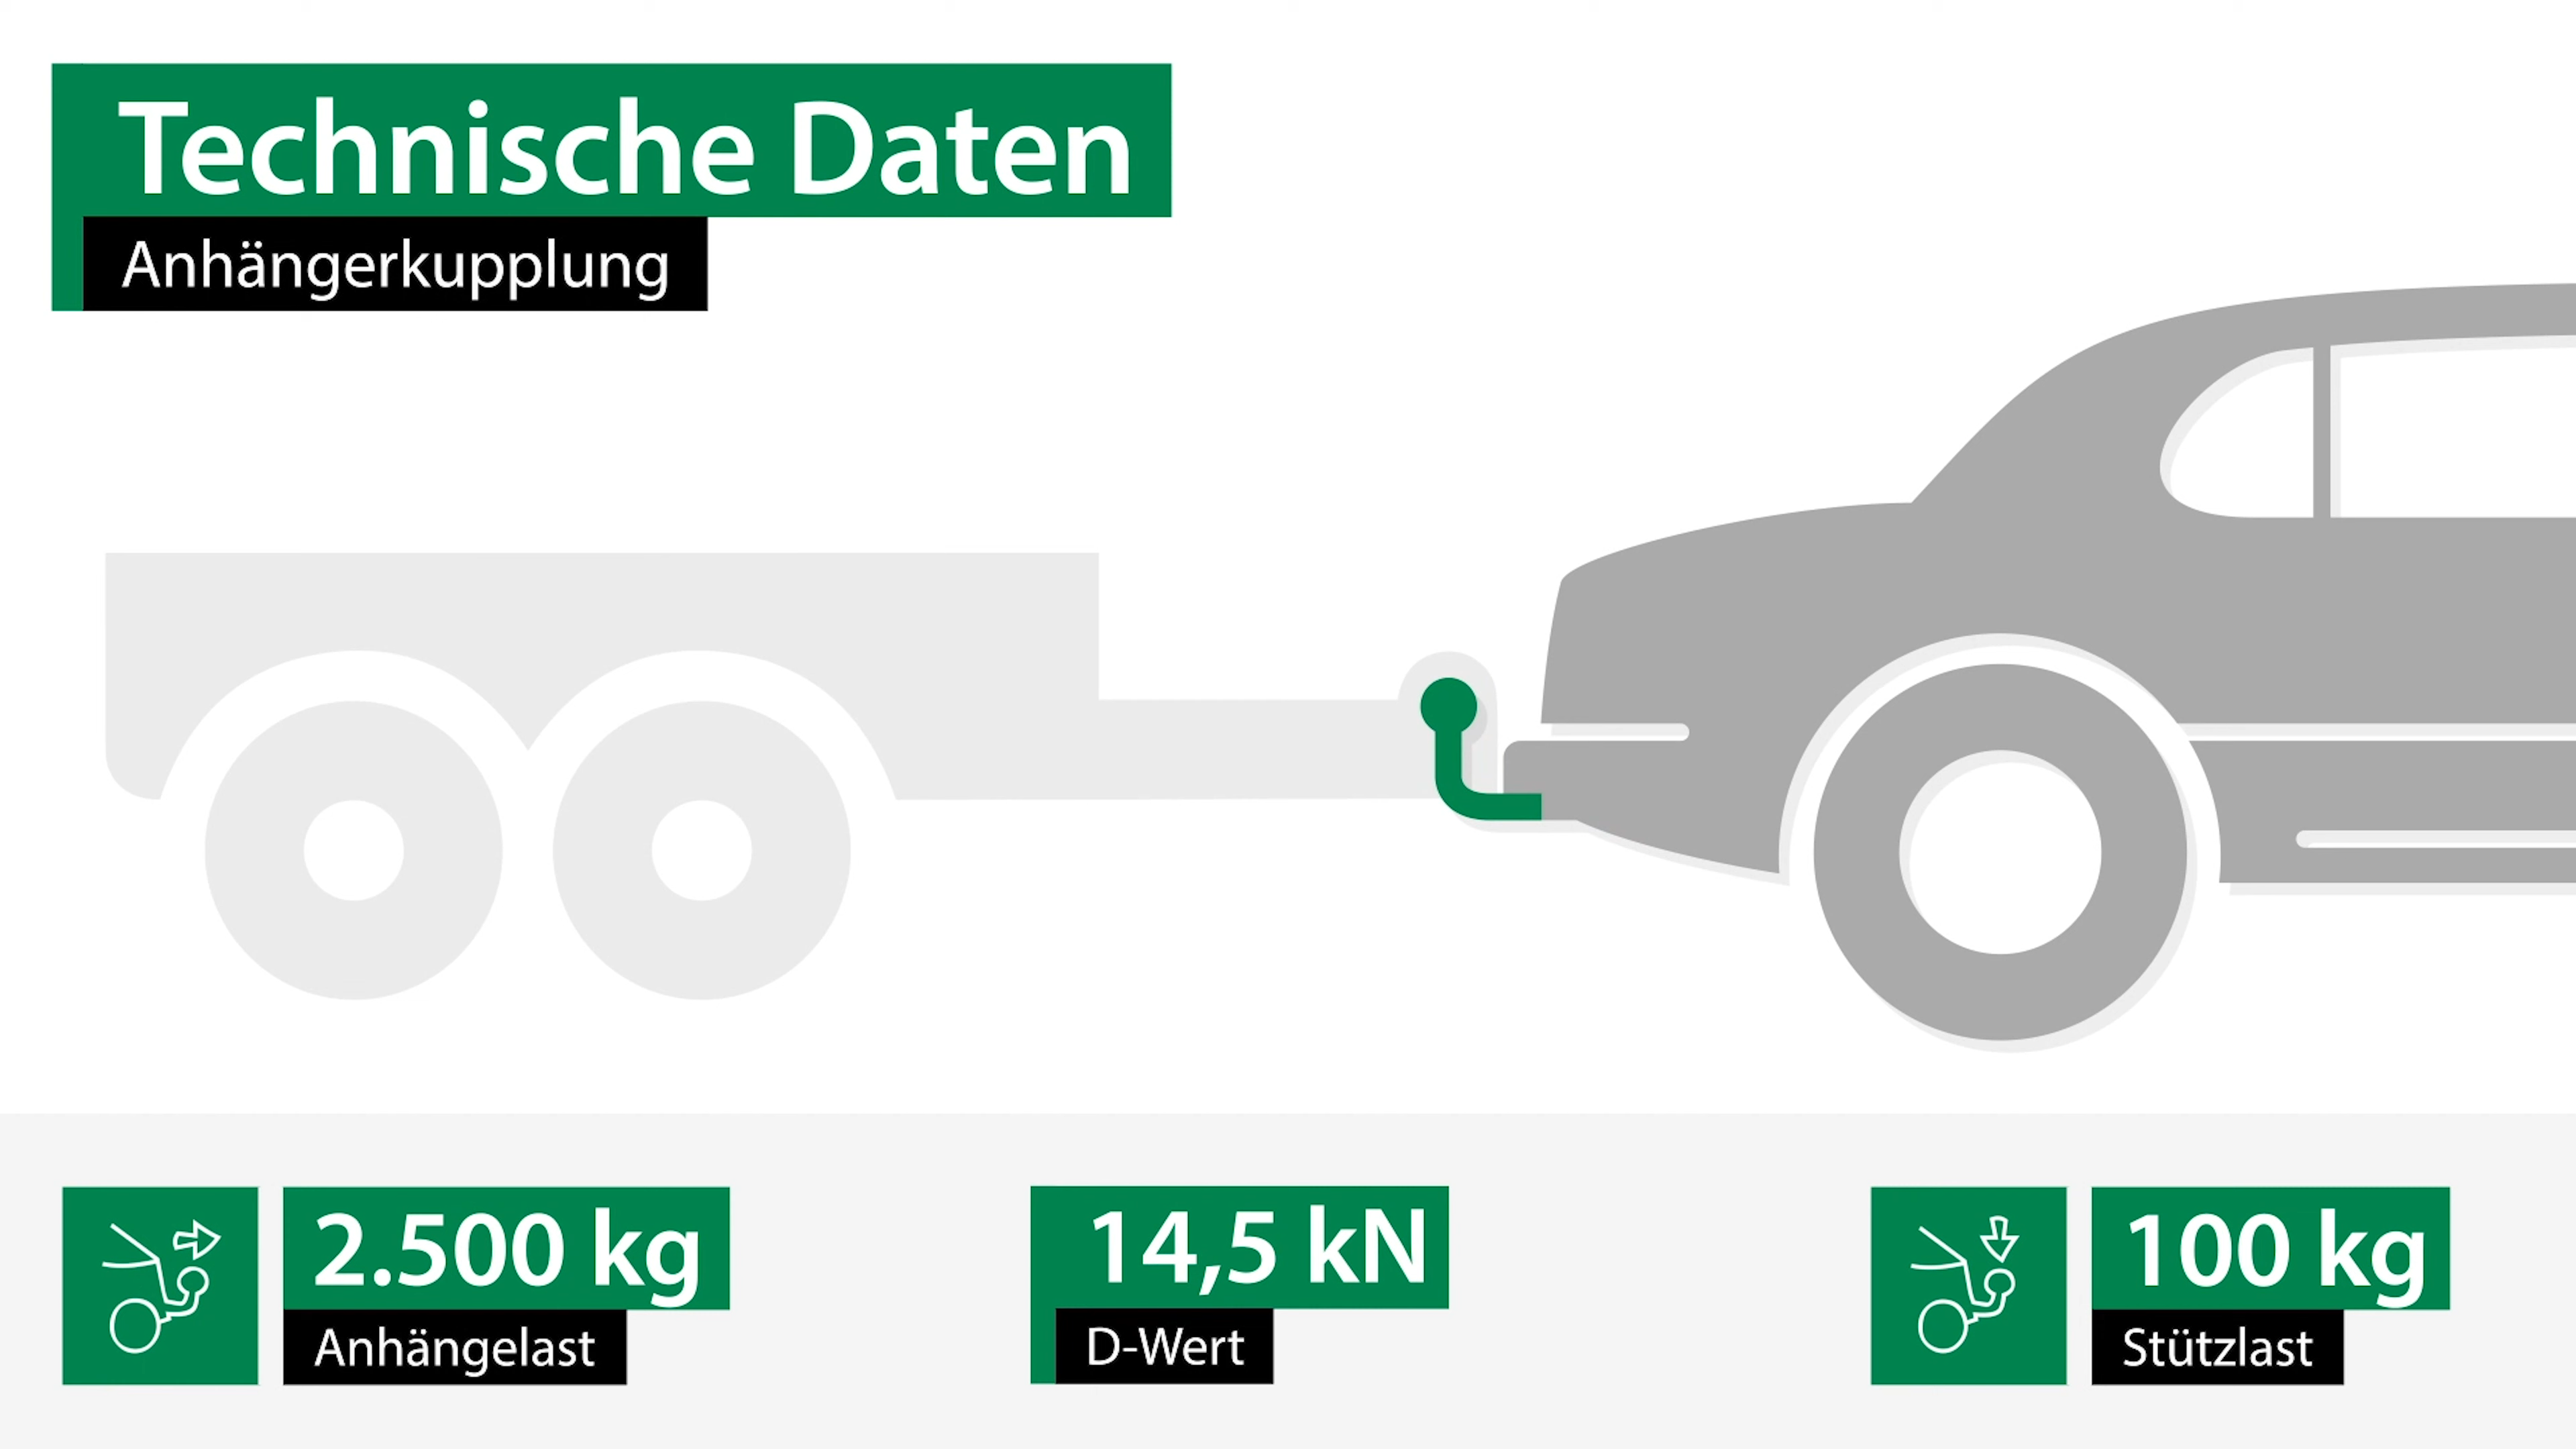 Technische Daten
Anhängerkupplung
2.500 kg
Anhängelast
14,5 kN
D-Wert
100 kg
Stützlast